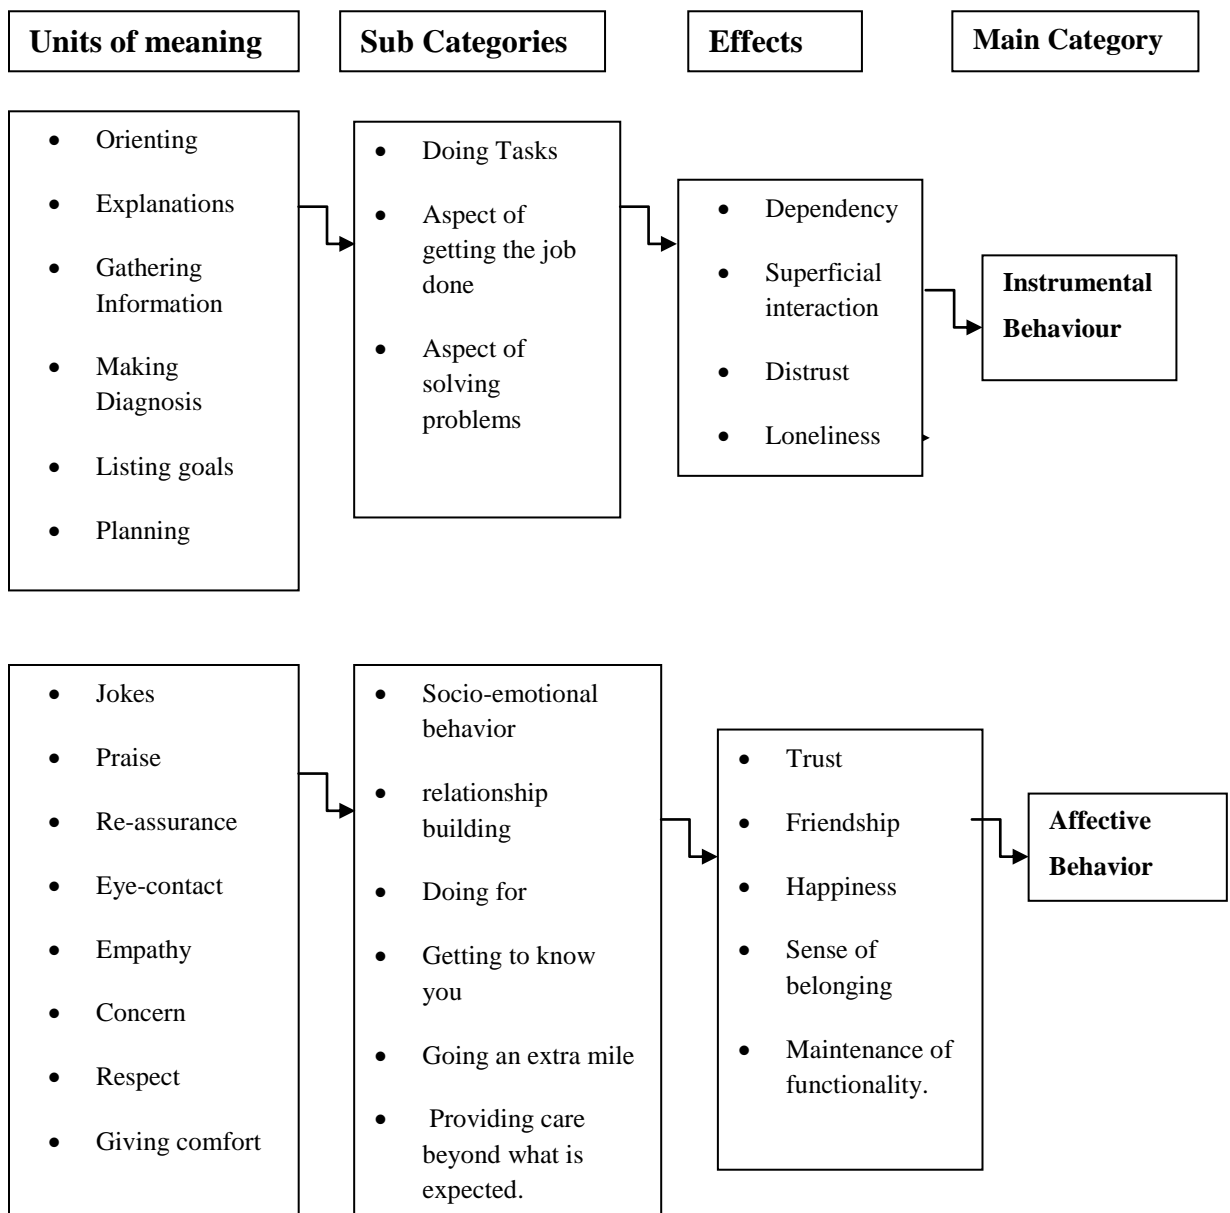 Units of meaning
Sub Categories
Effects
Main Category
• Orienting
• Explanations
• Gathering
Information
• Making
Diagnosis
• Listing goals
• Planning
• Doing Tasks
• Aspect of
getting the job
done
• Aspect of
solving
problems
• Dependency
• Superficial
interaction
• Distrust
• Loneliness
Instrumental
Behaviour
• Jokes
• Praise
• Re-assurance
• Eye-contact
• Empathy
• Concern
• Respect
• Giving comfort
• Socio-emotional
behavior
• relationship
building
• Doing for
• Getting to know
you
• Going an extra mile
• Providing care
beyond what is
expected.
• Trust
• Friendship
• Happiness
• Sense of
belonging
• Maintenance of
functionality.
Affective
Behavior